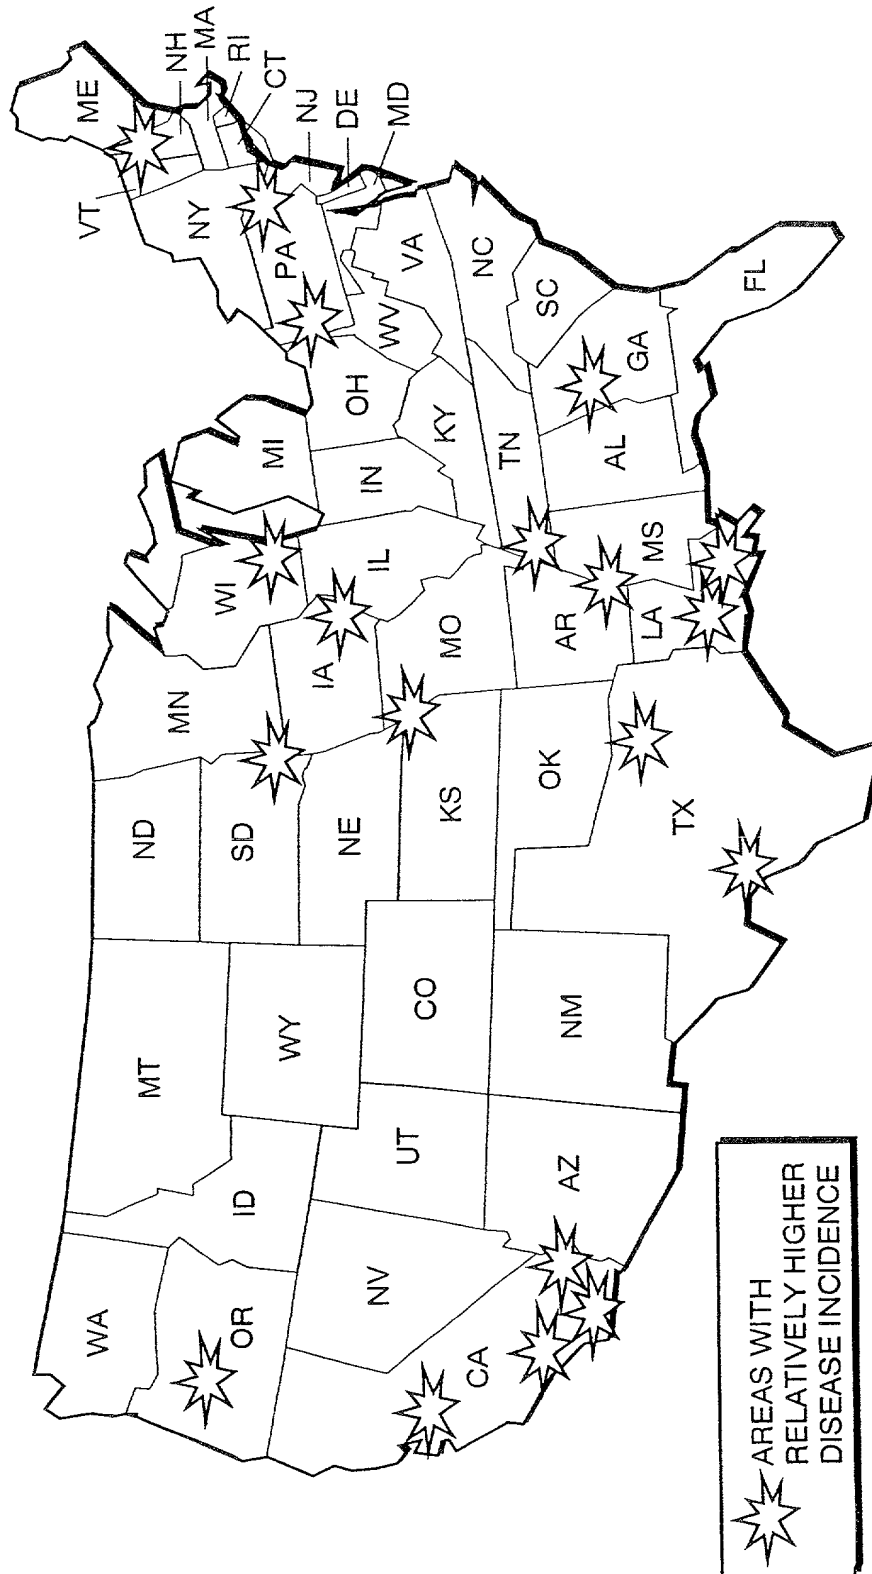 WA
MT
ND
MN
ME
VT
NH
MA
RI
CT
NJ
DE
MD
OR
ID
SD
WI
MI
NY
WY
NE
IA
PA
NV
UT
CO
KS
IL
IN
OH
WV
VA
CA
MO
KY
NC
AZ
NM
OK
AR
TN
SC
TX
LA
MS
AL
GA
FL
AREAS WITH
RELATIVELY HIGHER
DISEASE INCIDENCE